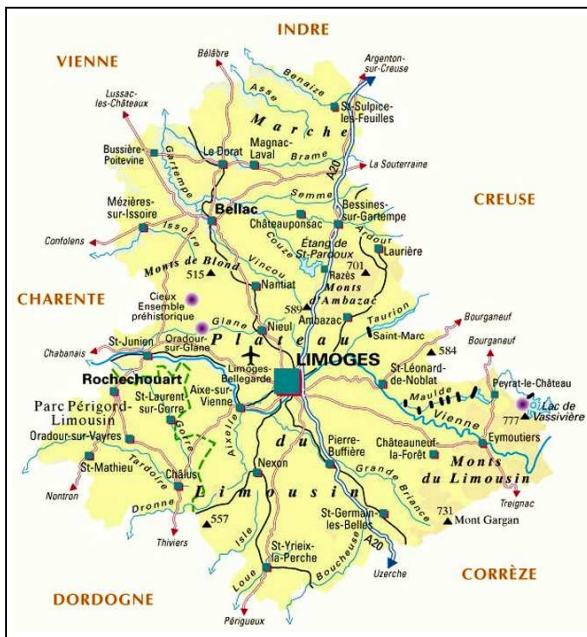 INDRE
VIENNE
Bélâbre
Argenton-
sur-Creuse
Lussac-
les-Châteaux
Benaize
Asse
St-Sulpice-
les-Feuilles
Marche
Bussière-
Poitevine
Gartempe
Le Dorat
Magnac-
Laval
Brame
A20
La Souterraine
Mézières-
sur-Issoire
Bellac
Semme
CREUSE
Châteauponsac
Bessines-
sur-Gartempe
Confolens
Issoire
Couze
Étang de
St-Pardoux
Ardour
Laurière
Monts de Blond
515
Vincou
Razès
701
Monts
d'Ambazac
Nantiat
589
CHARENTE
Cieux
Ensemble
préhistorique
Ambazac
Taurion
Glane
Nieul
Oradour-
sur-Glane
Plateau
Saint-Marc
Bourganeuf
Bourganeuf
St-Junien
Chabanais
Limoges-
Bellegarde
LIMOGES
584
St-Léonard-
de-Noblat
Peyrat-le-Château
Rochechouart
Aixe-sur-
Vienne
Maulde
Lac de
Vassivière
777
Parc Périgord-
Limousin
St-Laurent
sur-Gorre
Vienne
Oradour-sur-Vayres
Gorre
Aixette
du
Pierre-
Buffière
Châteauneuf
la-Forêt
Eymoutiers
St-Mathieu
Tardoire
Châlus
Nexon
Monts
du Limousin
Nontron
Limousin
Grande
Briance
Treignac
Dronne
557
St-Germain-
les-Belles
731
Mont Gargan
Thiviers
Isle
St-Yrieix-
la-Perche
A20
Loue
Boucheuse
Uzerche
CORRÈZE
DORDOGNE
Périgueux